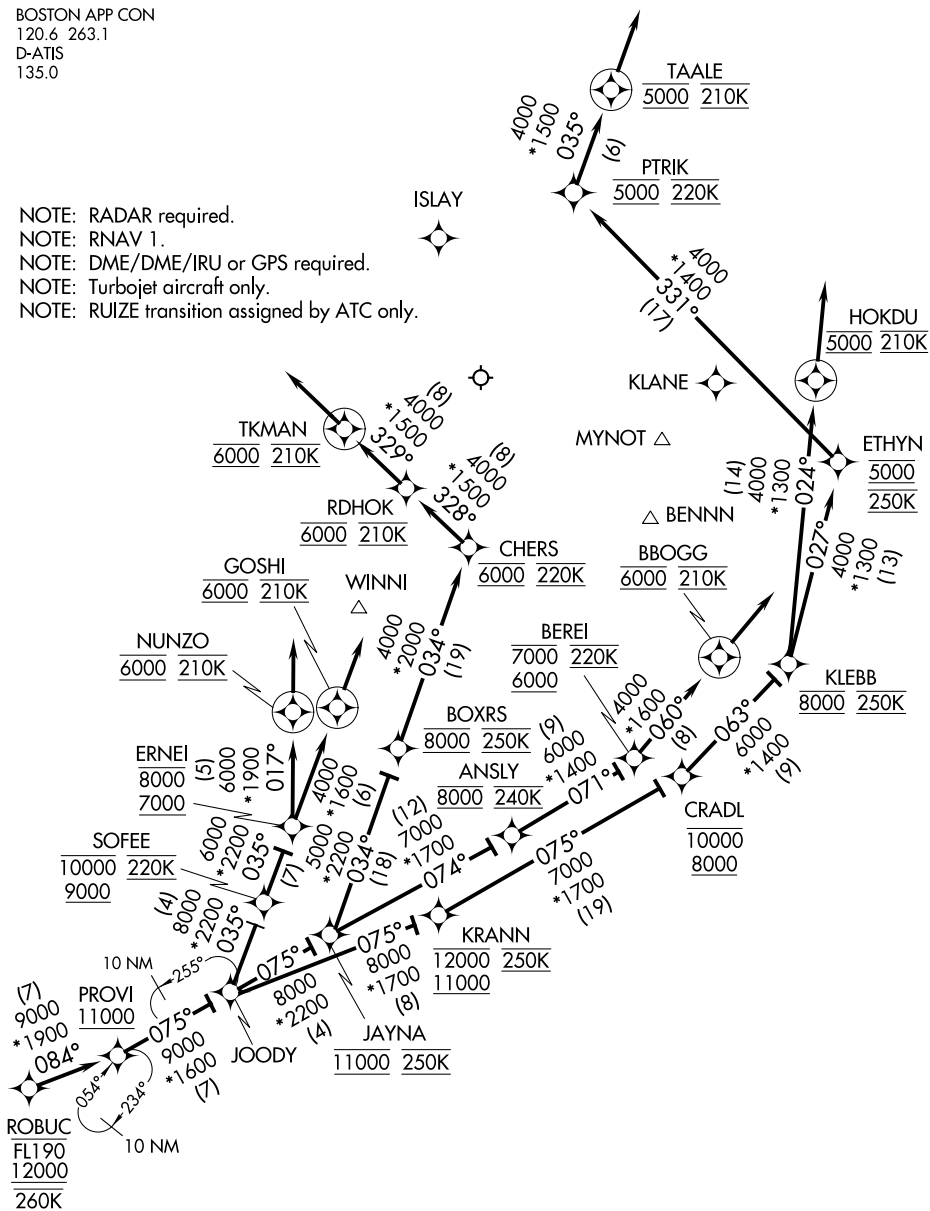 BOSTON APP CON
120.6 263.1
D-ATIS
135.0
TAALE
5000 210K
4000
*1500
035°
(6)
PTRIK
5000 220K
ISLAY
NOTE: RADAR required.
NOTE: RNAV 1.
NOTE: DME/DME/IRU or GPS required.
NOTE: Turbojet aircraft only.
NOTE: RUIZE transition assigned by ATC only.
4000
*1400
331°
(17)
HOKDU
5000 210K
KLANE
MYNOT
ETHYN
5000
250K
(14)
4000
*1300
024°
027°
4000
*1300
(13)
TKMAN
6000 210K
(8)
4000
*1500
329°
(8)
4000
*1500
328°
RDHOK
6000 210K
BENNN
CHERS
6000 220K
BBOGG
6000 210K
GOSHI
6000 210K
WINNI
NUNZO
6000 210K
4000
*2000
034°
(19)
BEREI
7000 220K
6000
4000
*1600
060°
(8)
KLEBB
8000 250K
063°
6000
*1400
(9)
BOXRS
8000 250K
ERNEI
8000
7000
(5)
6000
*1900
017°
4000
*1600
(6)
(9)
6000
*1400
071°
ANSLY
8000 240K
CRADL
10000
8000
SOFEE
10000 220K
9000
6000
*2200
035°
(7)
5000
*2200
034°
(18)
(12)
7000
*1700
074°
075°
7000
*1700
(19)
(4)
8000
*2200
035°
KRANN
12000 250K
11000
10 NM
255°
075°
8000
*2200
(4)
075°
8000
*1700
(8)
PROVI
11000
JOODY
JAYNA
11000 250K
(7)
9000
*1900
084°
075°
9000
*1600
(7)
054°
234°
10 NM
ROBUC
FL190
12000
260K